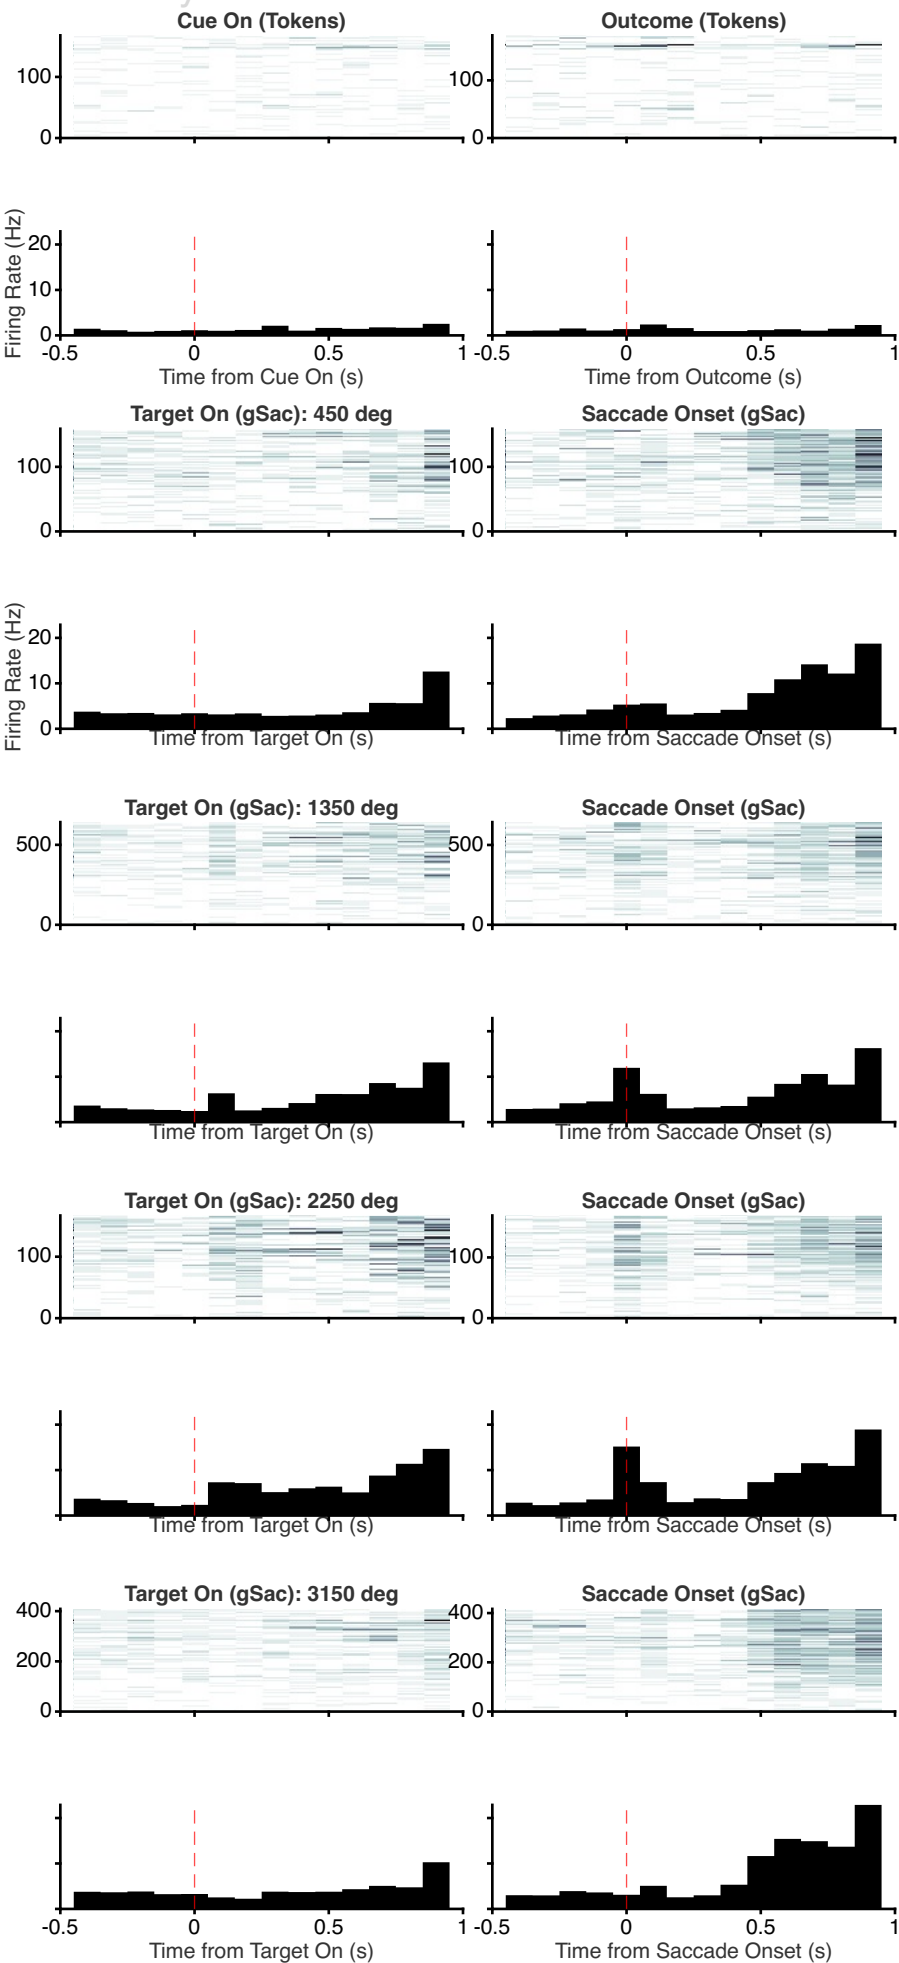 Cue On (Tokens) Outcome (Tokens)
100 100
0 0
Firing Rate (Hz)
20
10
0
-0.5 0 0.5 1 -0.5 0 0.5 1
Time from Cue On (s) Time from Outcome (s)
Target On (gSac): 450 deg Saccade Onset (gSac)
100 100
0 0
Firing Rate (Hz)
20
10
0
Time from Target On (s) Time from Saccade Onset (s)
Target On (gSac): 1350 deg Saccade Onset (gSac)
500 500
0 0
Time from Target On (s) Time from Saccade Onset (s)
Target On (gSac): 2250 deg Saccade Onset (gSac)
100 100
0 0
Time from Target On (s) Time from Saccade Onset (s)
Target On (gSac): 3150 deg Saccade Onset (gSac)
400 400
200 200
0 0
-0.5 0 0.5 1 -0.5 0 0.5 1
Time from Target On (s) Time from Saccade Onset (s)